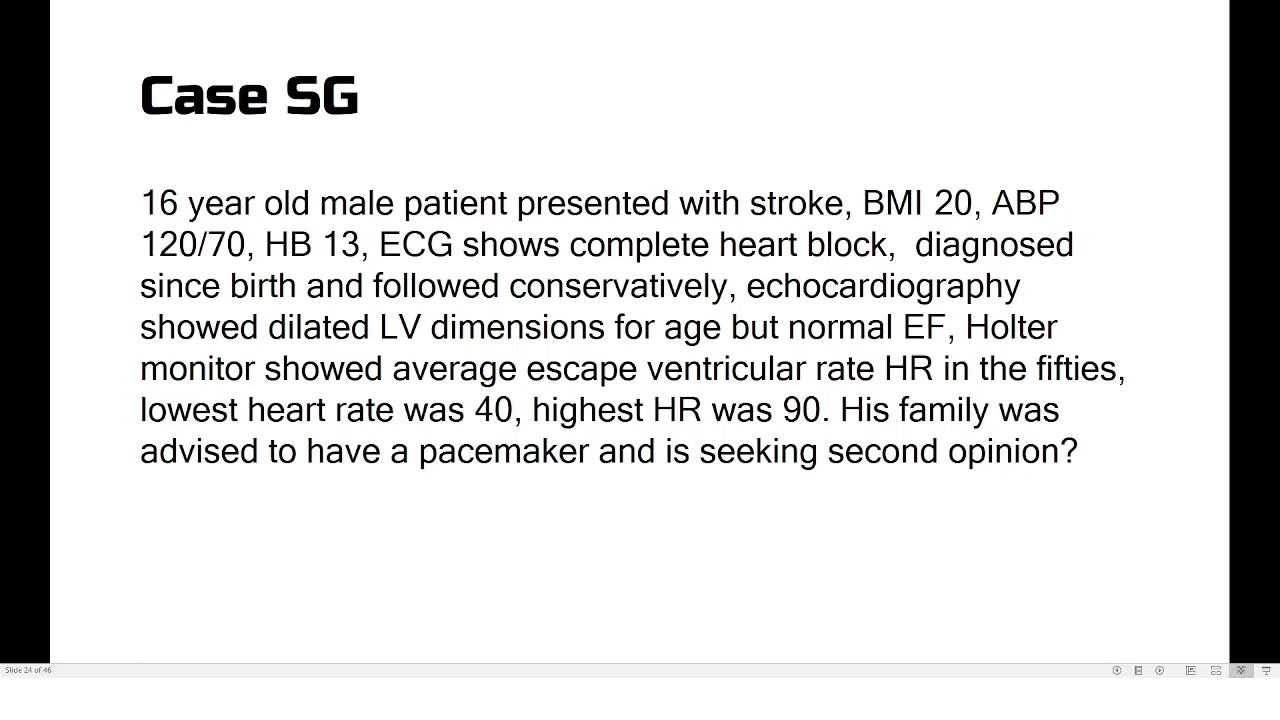 Case SG
16 year old male patient presented with stroke, BMI 20, ABP
120/70, HB 13, ECG shows complete heart block,  diagnosed
since birth and followed conservatively, echocardiography
showed dilated LV dimensions for age but normal EF, Holter
monitor showed average escape ventricular rate HR in the fifties,
lowest heart rate was 40, highest HR was 90. His family was
advised to have a pacemaker and is seeking second opinion?
Slide 24 of 46